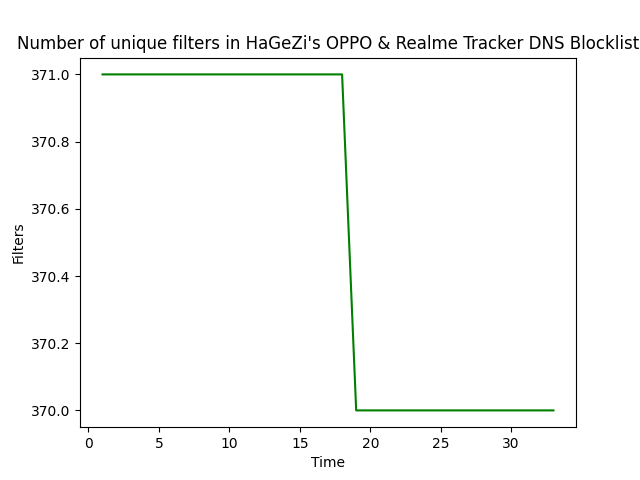 Number of unique filters in HaGeZi's OPPO & Realme Tracker DNS Blocklist
371.0
370.8
370.6
370.4
370.2
370.0
Filters
0 5 10 15 20 25 30
Time